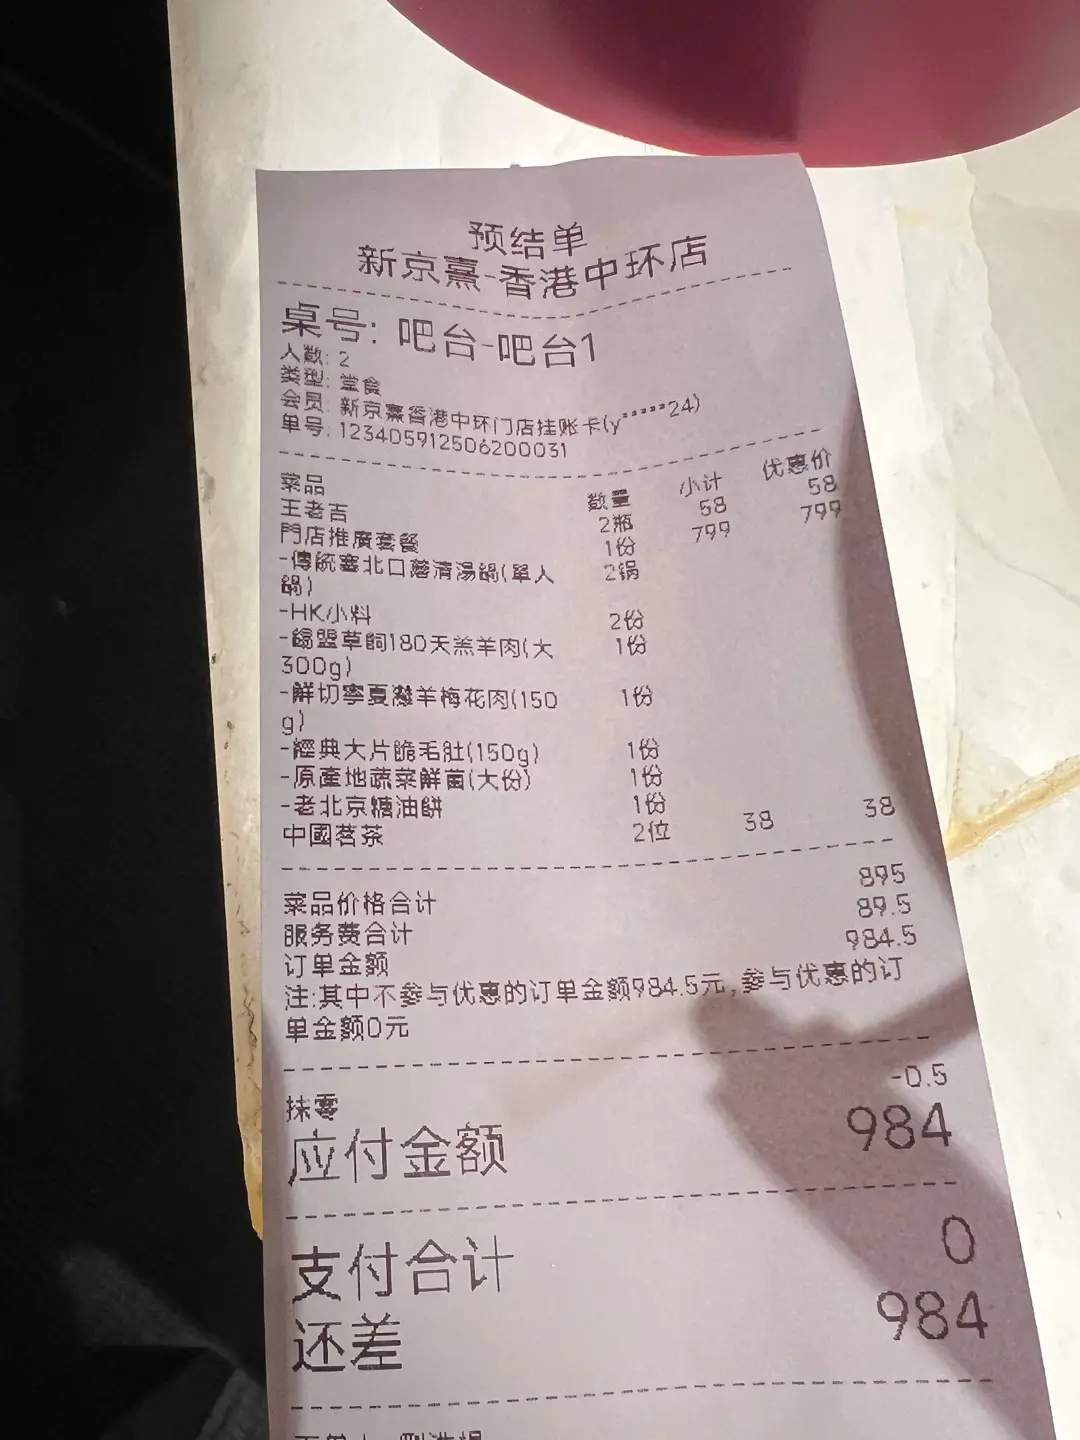 预结单
新京熹-香港中环店
桌号: 吧台-吧台1
人数: 2
类型: 堂食
会员: 新京熹香港中环门店挂账卡(y*****24)
单号: 123405912506200031
菜品 数量 小计 优惠价
王老吉 2瓶 58 58
門店推廣套餐 1份 799 799
-傳統塞北口蘑清湯鍋(單人 2锅
鍋)
-HK小料 2份
-錫盟草飼180天羔羊肉(大 1份
300g)
-鮮切寧夏灘羊梅花肉(150 1份
g)
-經典大片脆毛肚(150g) 1份
-原產地蔬菜鮮菌(大份) 1份
-老北京糖油餅 1份
中國茗茶 2位 38 38
菜品价格合计 895
服务费合计 89.5
订单金额 984.5
注:其中不参与优惠的订单金额984.5元,参与优惠的订
单金额0元
抹零 -0.5
应付金额 984
支付合计 0
还差 984